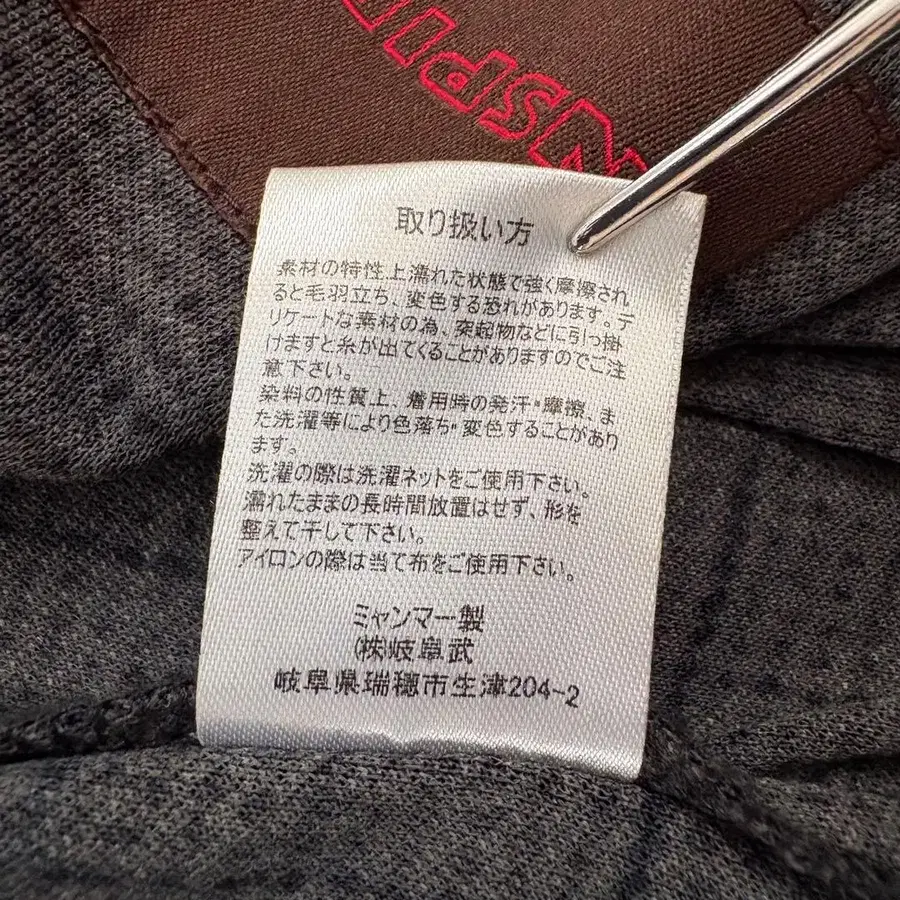 NSPI
取り扱い方
素材の特性上濡れた状態で強く摩擦され
ると毛羽立ち、変色する恐れがあります。デ
リケートな素材の為、突起物などに引っ掛
けますと糸が出てくることがありますのでご注
意下さい。
染料の性質上、着用時の発汗・摩擦、ま
た洗濯等により色落ち・変色することがあり
ます。
洗濯の際は洗濯ネットをご使用下さい。
濡れたままの長時間放置はせず、形を
整えて干して下さい。
アイロンの際は当て布をご使用下さい。
ミャンマー製
(株)岐阜武
岐阜県瑞穂市生津204-2